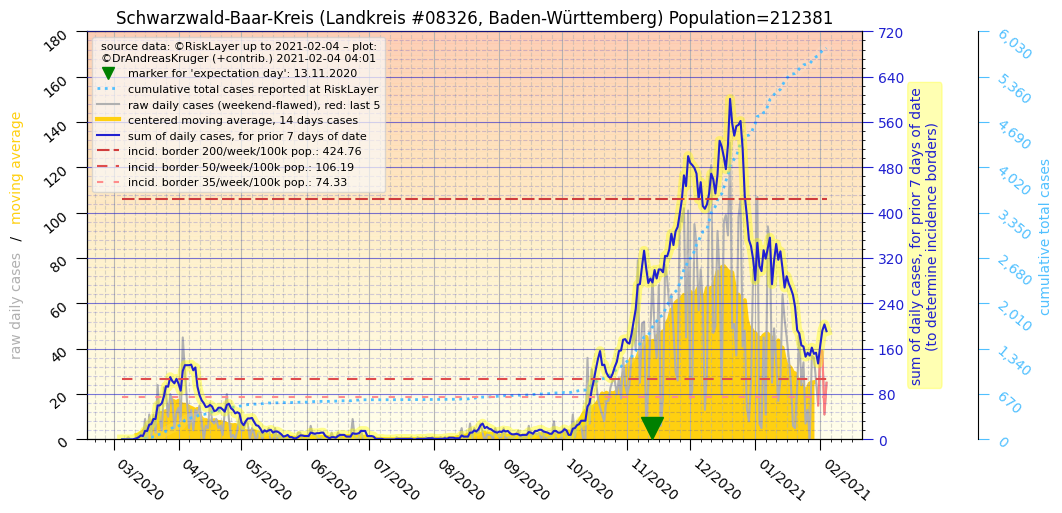 Schwarzwald-Baar-Kreis (Landkreis #08326, Baden-Württemberg) Population=212381
source data: ©RiskLayer up to 2021-02-04 – plot:
©DrAndreasKruger (+contrib.) 2021-02-04 04:01
marker for 'expectation day': 13.11.2020
cumulative total cases reported at RiskLayer
raw daily cases (weekend-flawed), red: last 5
centered moving average, 14 days cases
sum of daily cases, for prior 7 days of date
incid. border 200/week/100k pop.: 424.76
incid. border 50/week/100k pop.: 106.19
incid. border 35/week/100k pop.: 74.33
raw daily cases / moving average
180
160
140
120
100
80
60
40
20
0
03/2020
04/2020
05/2020
06/2020
07/2020
08/2020
09/2020
10/2020
11/2020
12/2020
01/2021
02/2021
720
640
560
480
400
320
240
160
80
0
sum of daily cases, for prior 7 days of date
(to determine incidence borders)
6,030
5,360
4,690
4,020
3,350
2,680
2,010
1,340
670
0
cumulative total cases